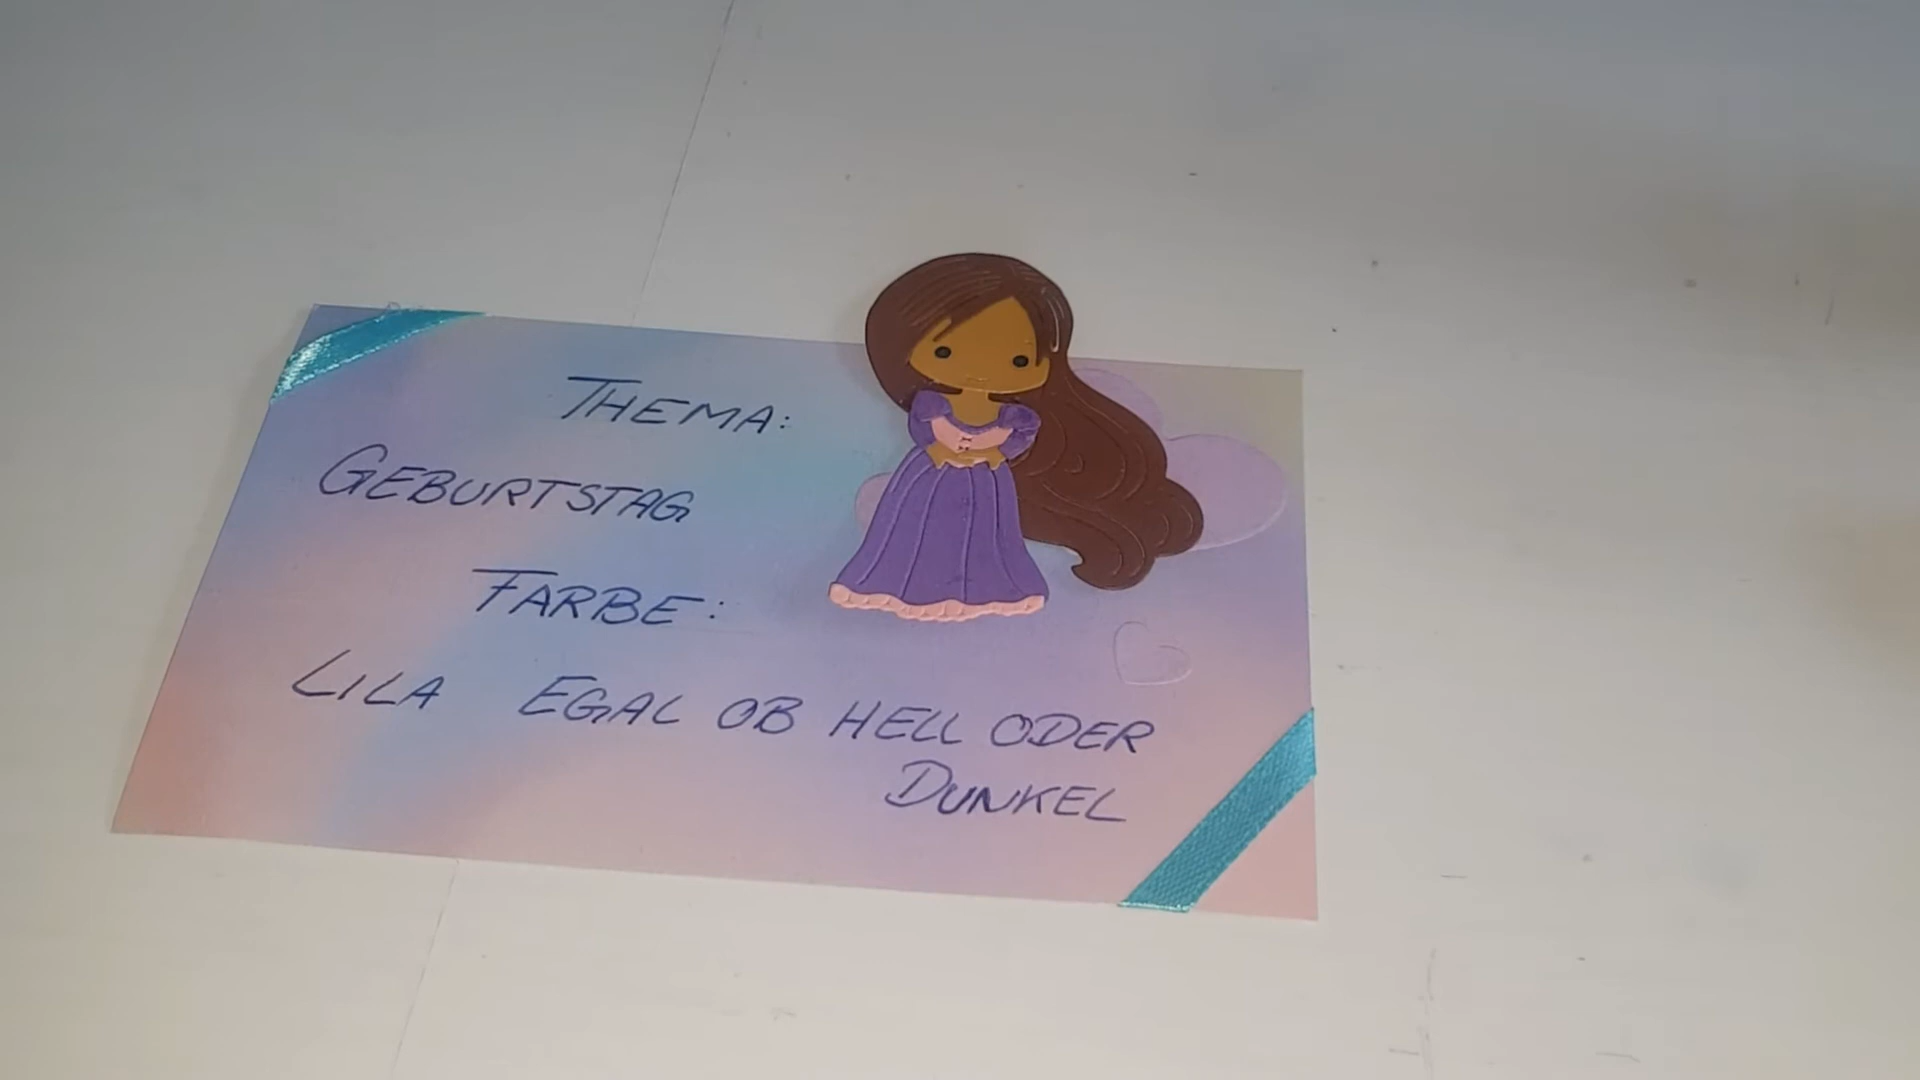 THEMA:
GEBURTSTAG
FARBE:
LILA EGAL OB HELL ODER
DUNKEL